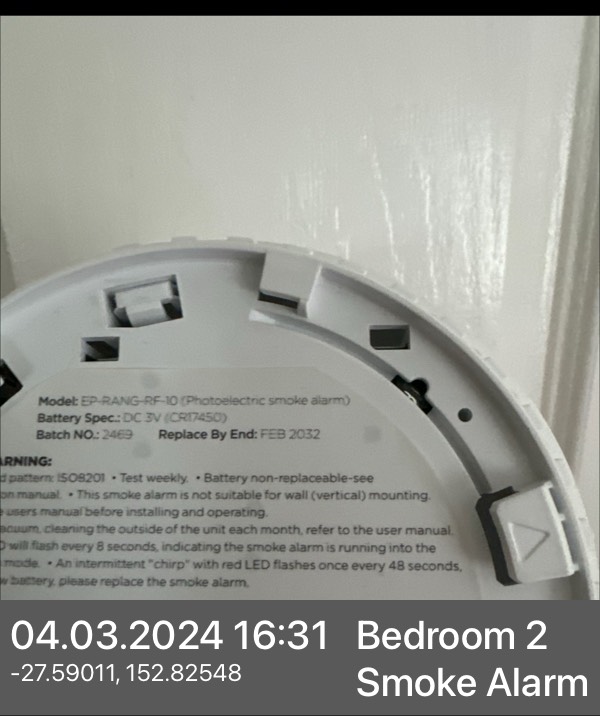 Model: EP-RANG-RF-10 (Photoelectric smoke alarm)
Battery Spec.: DC 3V (CR17450)
Batch NO.: 2469 Replace By End: FEB 2032
ARNING:
d pattern: ISO8201 • Test weekly. • Battery non-replaceable-see
on manual. • This smoke alarm is not suitable for wall (vertical) mounting.
users manual before installing and operating.
acuum, cleaning the outside of the unit each month, refer to the user manual.
will flash every 8 seconds, indicating the smoke alarm is running into the
mode. • An intermittent "chirp" with red LED flashes once every 48 seconds,
w battery, please replace the smoke alarm.
04.03.2024 16:31 Bedroom 2
-27.59011, 152.82548 Smoke Alarm